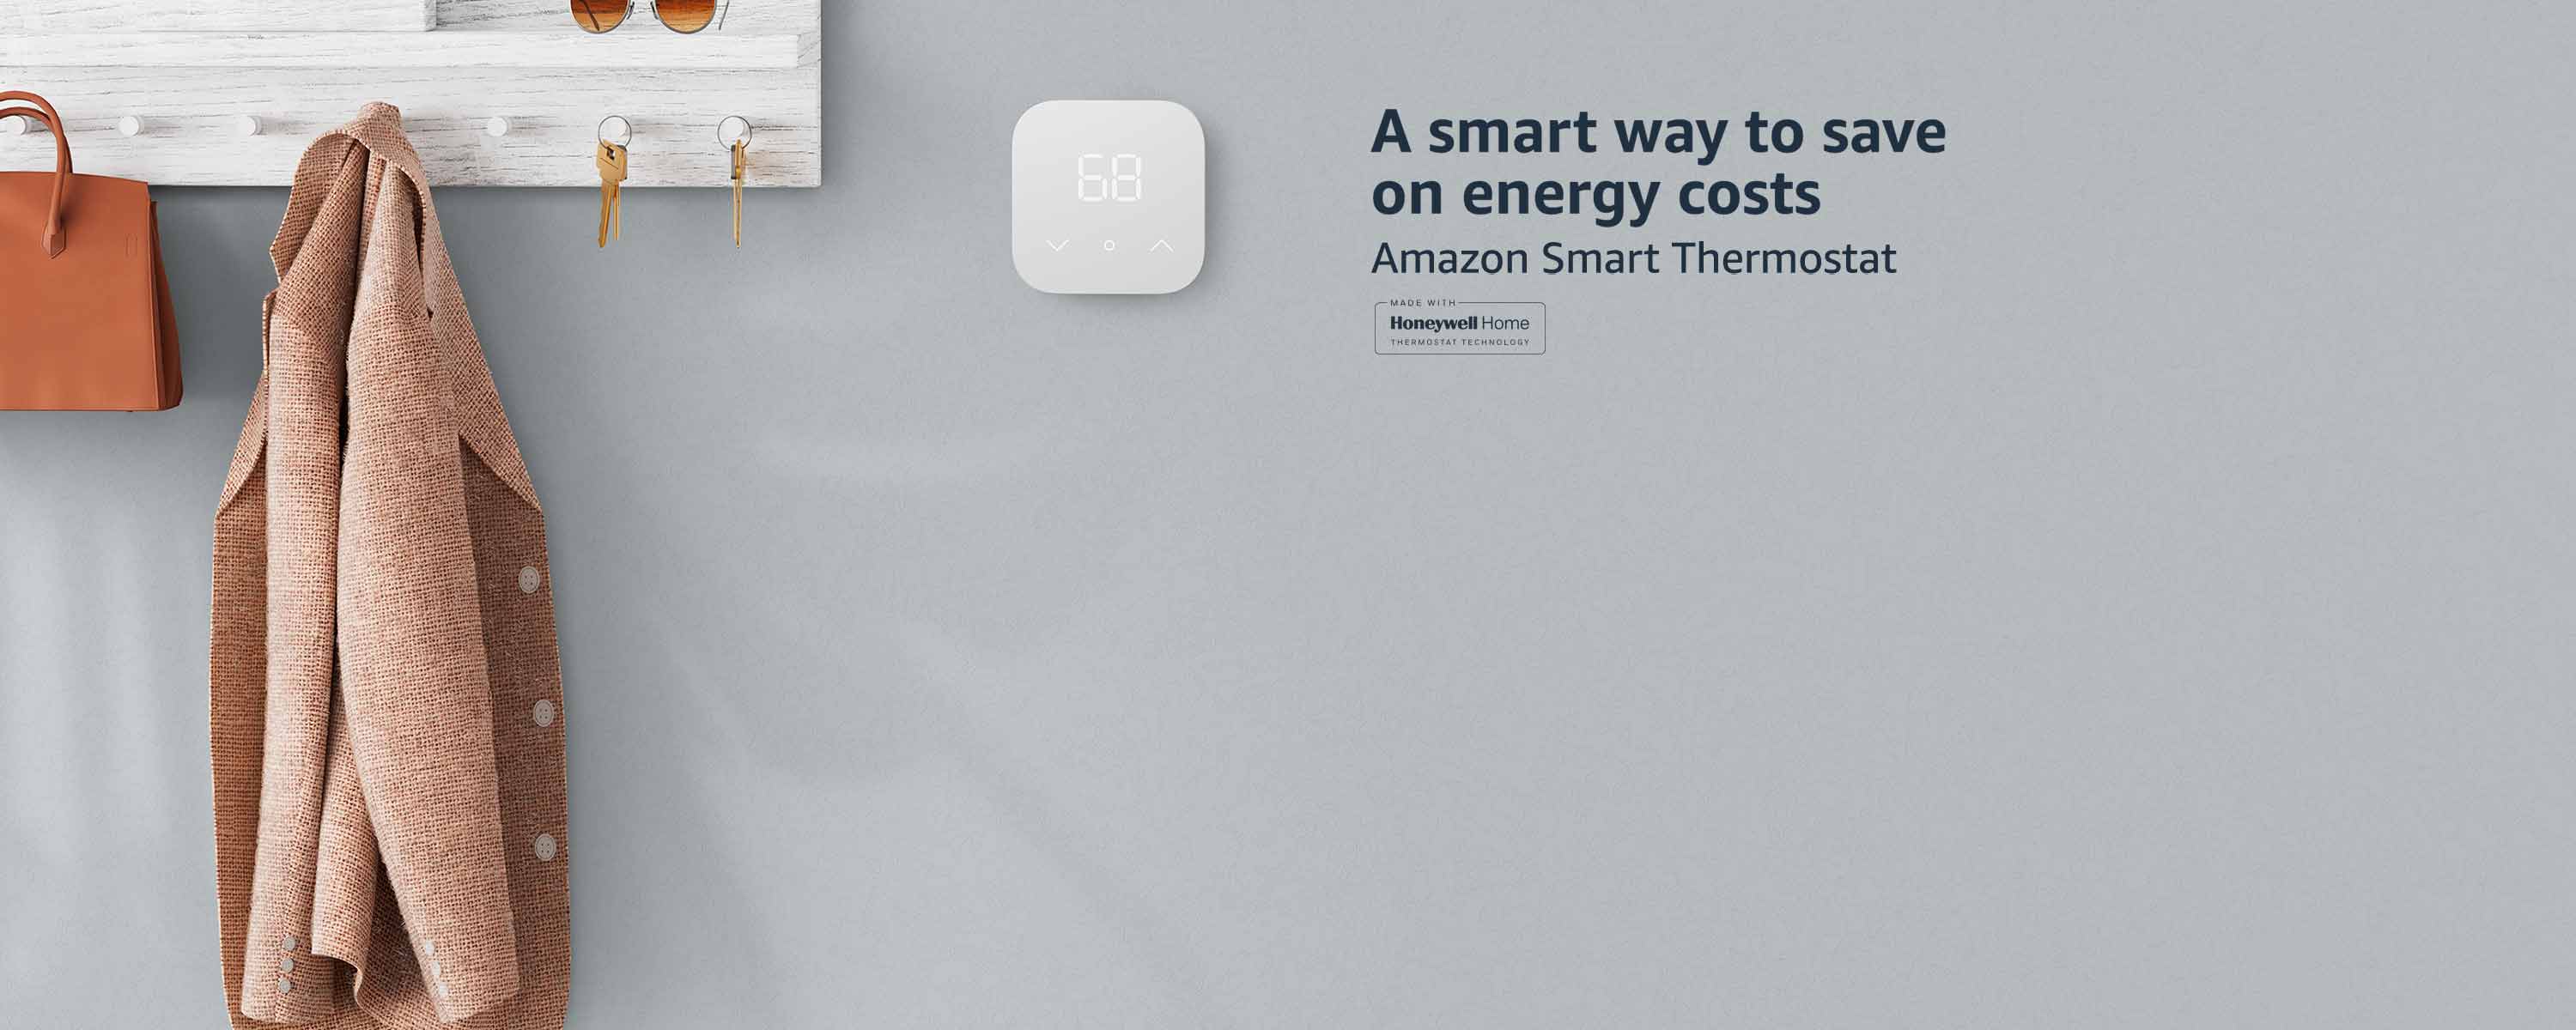 68
A smart way to save
on energy costs
Amazon Smart Thermostat
MADE WITH
Honeywell Home
THERMOSTAT TECHNOLOGY